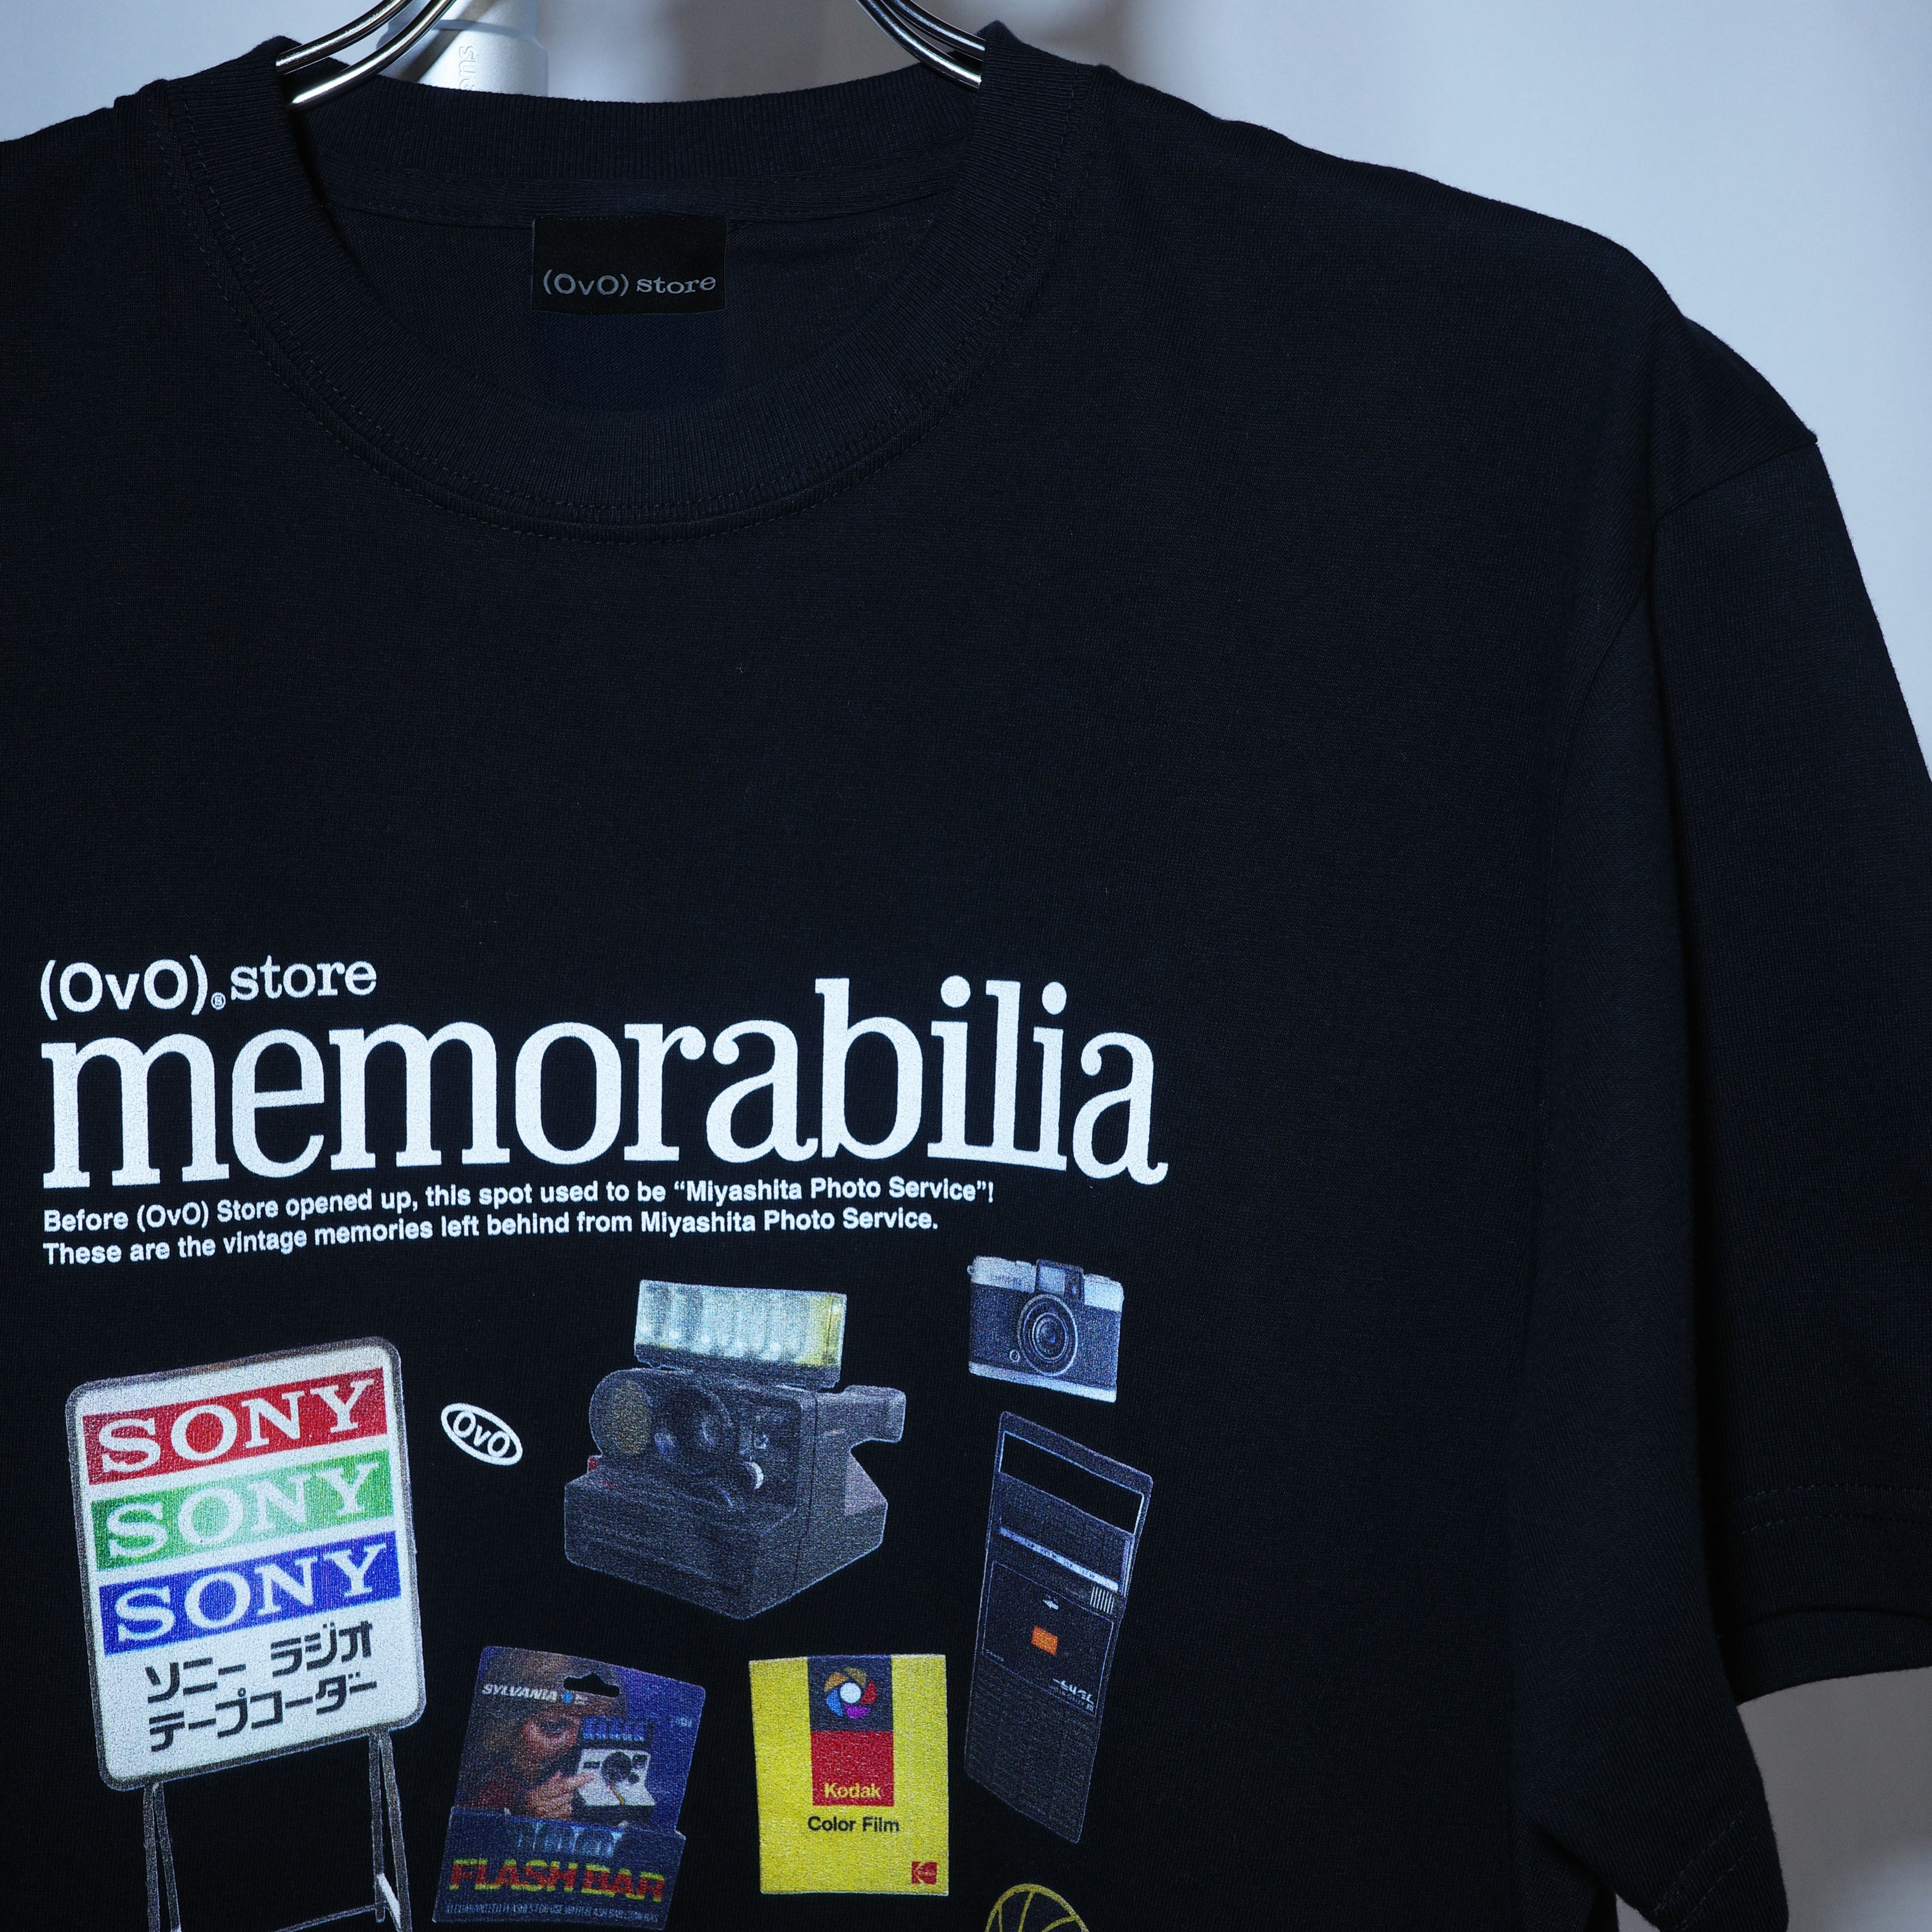 (OvO) store
(OvO)® store
memorabilia
Before (OvO) Store opened up, this spot used to be “Miyashita Photo Service”!
These are the vintage memories left behind from Miyashita Photo Service.
SONY
SONY
SONY
ソニー ラジオ
テープコーダー
OvO
SYLVANIA
FLASH BAR
Kodak
Color Film